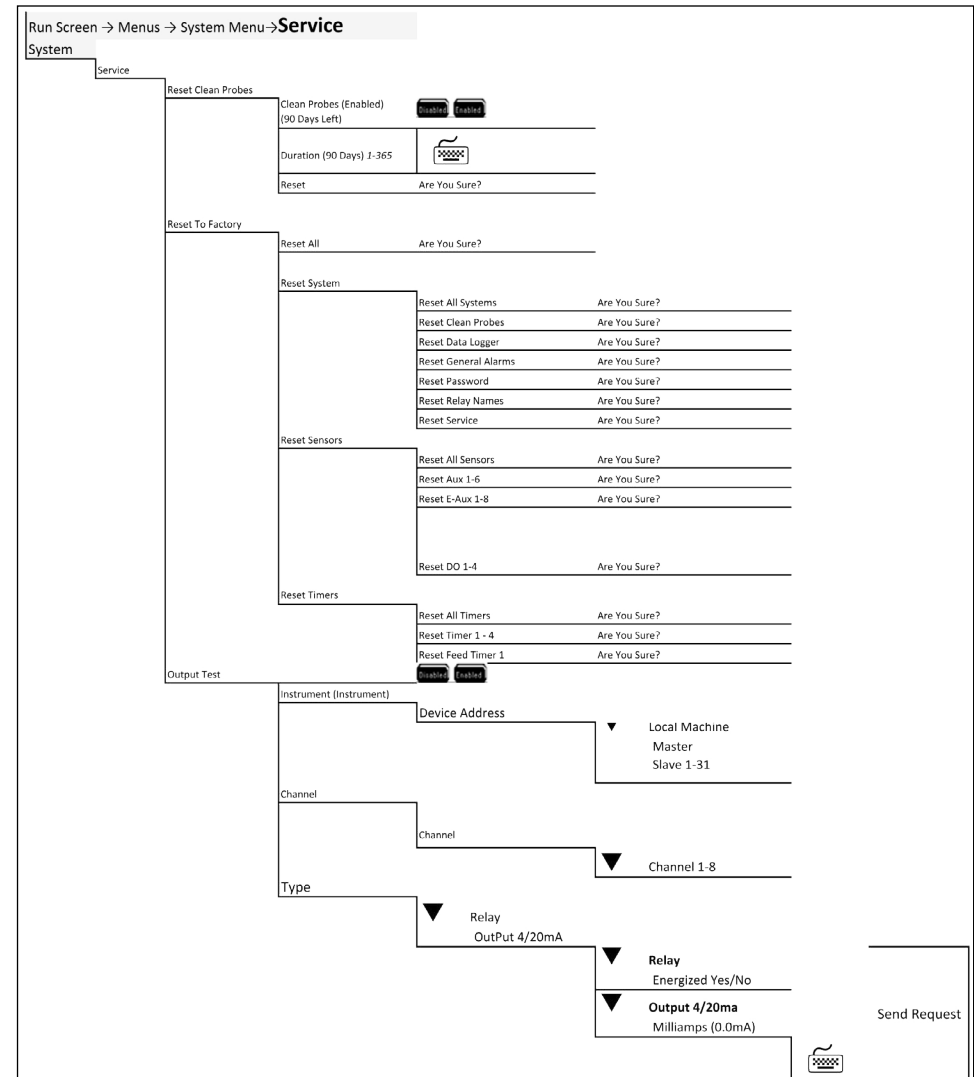 Run Screen → Menus → System Menu→Service
System
Service
Reset Clean Probes
Clean Probes (Enabled)
(90 Days Left)
Disabled Enabled
Duration (90 Days) 1-365
Reset Are You Sure?
Reset To Factory
Reset All Are You Sure?
Reset System
Reset All Systems Are You Sure?
Reset Clean Probes Are You Sure?
Reset Data Logger Are You Sure?
Reset General Alarms Are You Sure?
Reset Password Are You Sure?
Reset Relay Names Are You Sure?
Reset Service Are You Sure?
Reset Sensors
Reset All Sensors Are You Sure?
Reset Aux 1-6 Are You Sure?
Reset E-Aux 1-8 Are You Sure?
Reset DO 1-4 Are You Sure?
Reset Timers
Reset All Timers Are You Sure?
Reset Timer 1 - 4 Are You Sure?
Reset Feed Timer 1 Are You Sure?
Output Test Disabled Enabled
Instrument (Instrument)
Device Address
▼ Local Machine
Master
Slave 1-31
Channel
Channel
▼ Channel 1-8
Type
▼ Relay
OutPut 4/20mA
▼ Relay
Energized Yes/No
▼ Output 4/20ma
Send Request
Milliamps (0.0mA)